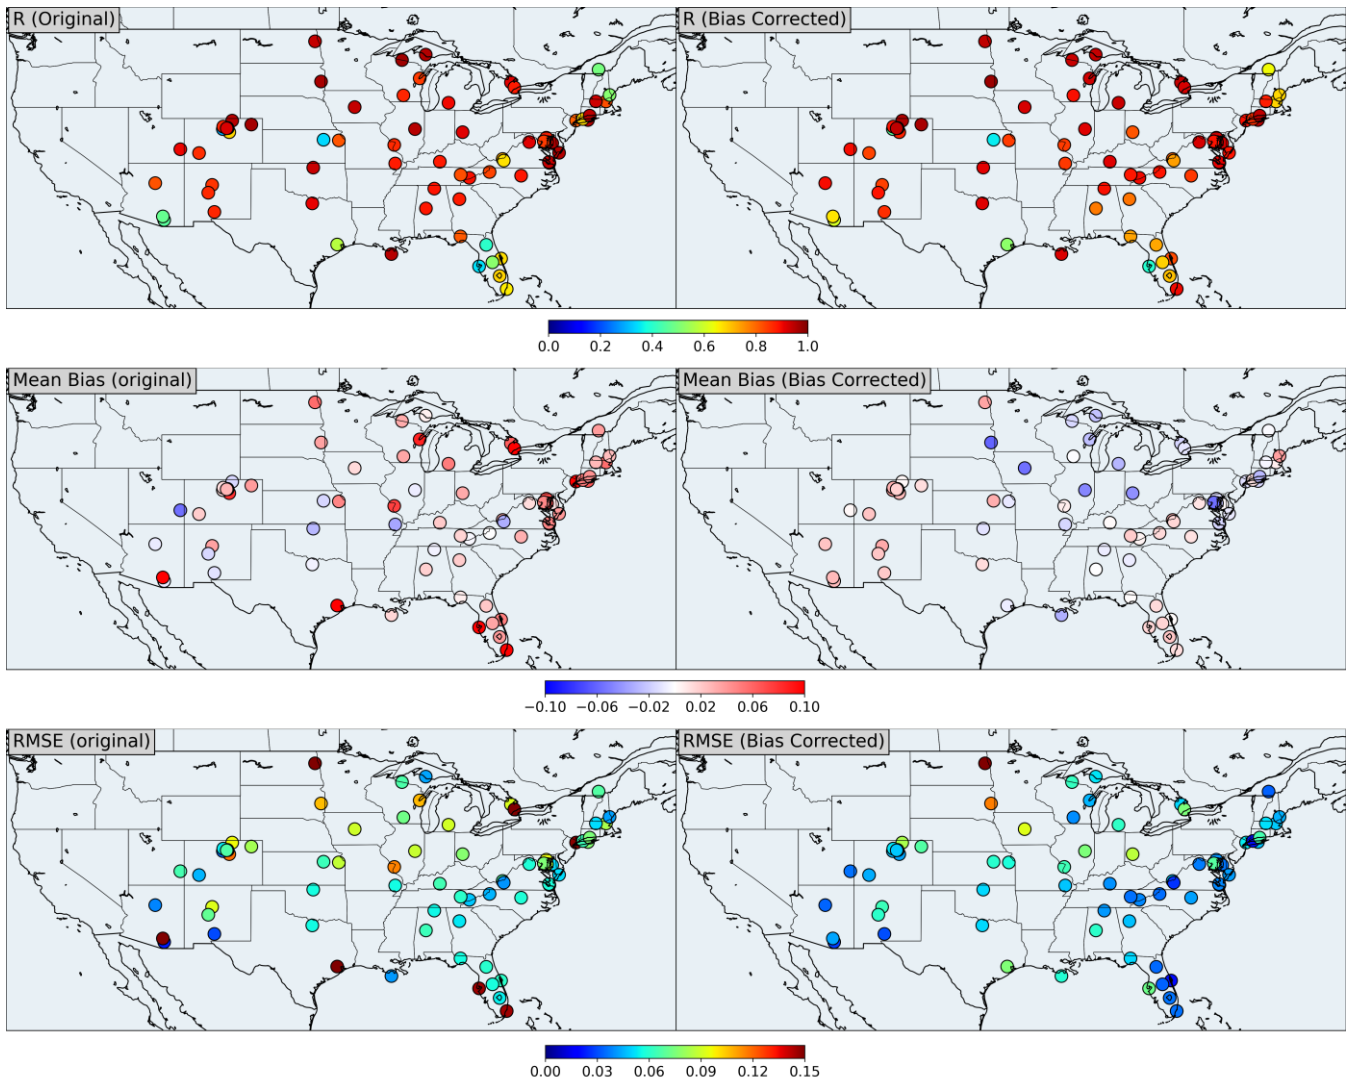 R (Original)
R (Bias Corrected)
0.0 0.2 0.4 0.6 0.8 1.0
Mean Bias (original)
Mean Bias (Bias Corrected)
−0.10 −0.06 −0.02 0.02 0.06 0.10
RMSE (original)
RMSE (Bias Corrected)
0.00 0.03 0.06 0.09 0.12 0.15